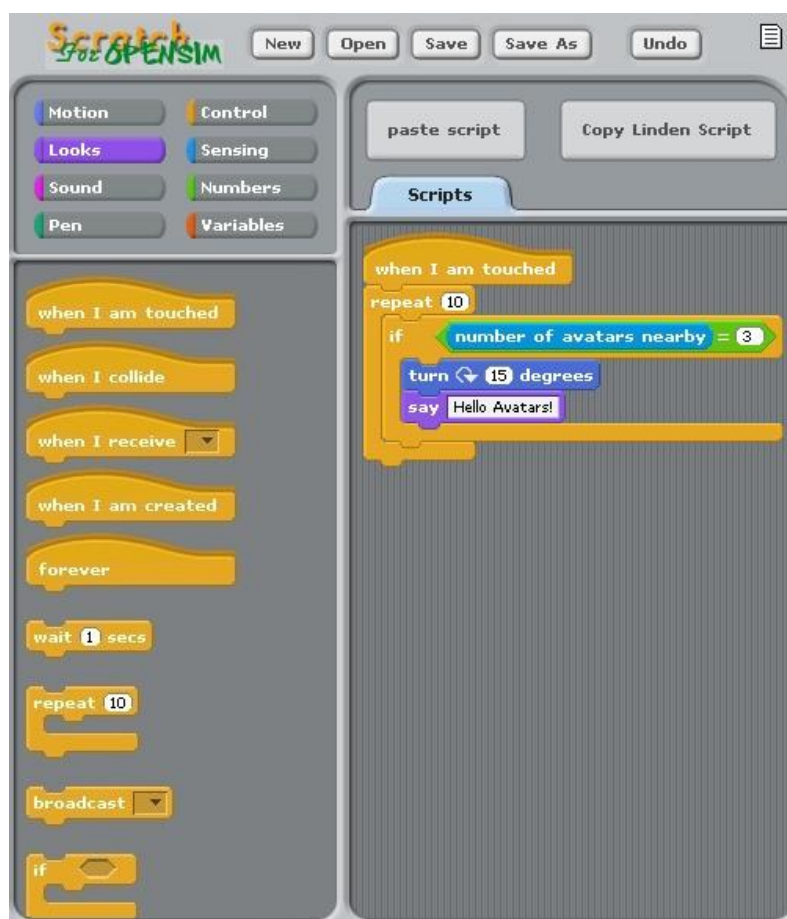 Scratch
For OPENSIM
New
Open
Save
Save As
Undo
Motion
Control
Looks
Sensing
Sound
Numbers
Pen
Variables
paste script
Copy Linden Script
Scripts
when I am touched
when I collide
when I receive
when I am created
forever
wait 1 secs
repeat 10
broadcast
if
when I am touched
repeat 10
if number of avatars nearby = 3
turn 15 degrees
say Hello Avatars!